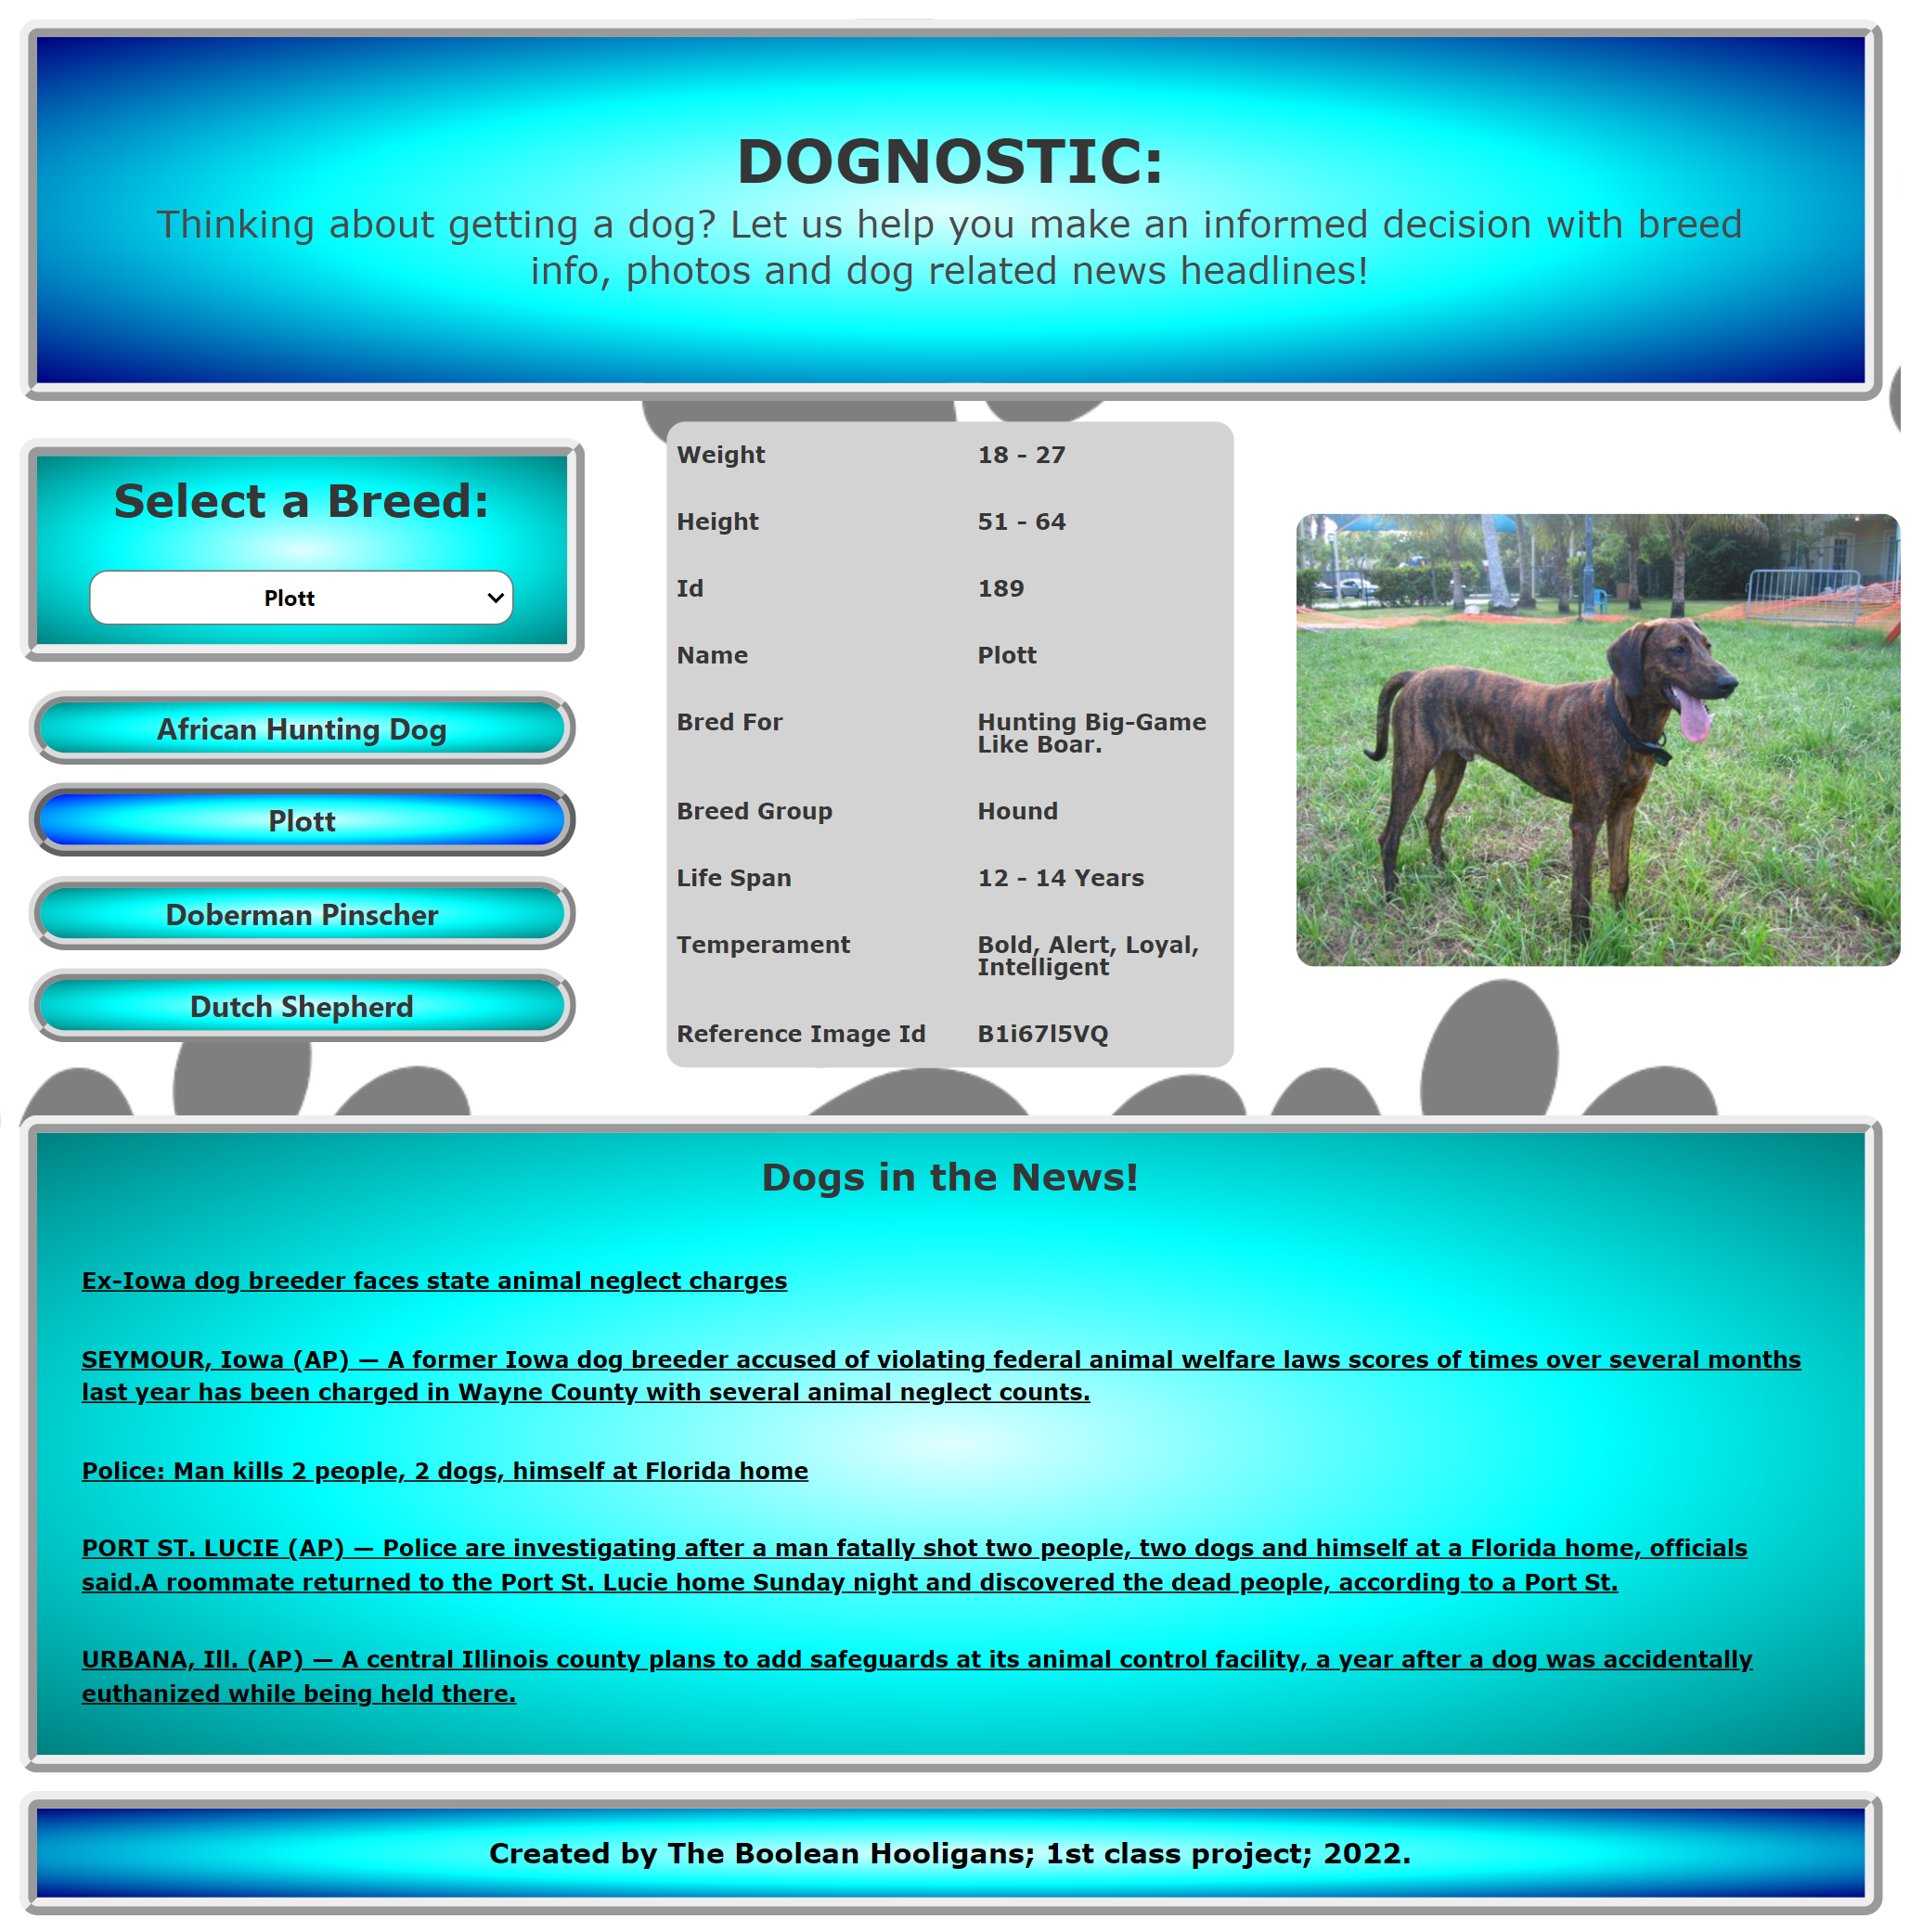 DOGNOSTIC:
Thinking about getting a dog? Let us help you make an informed decision with breed
info, photos and dog related news headlines!
Select a Breed:
Plott
African Hunting Dog
Plott
Doberman Pinscher
Dutch Shepherd
Weight 18 - 27
Height 51 - 64
Id 189
Name Plott
Bred For Hunting Big-Game
Like Boar.
Breed Group Hound
Life Span 12 - 14 Years
Temperament Bold, Alert, Loyal,
Intelligent
Reference Image Id B1i67l5VQ
Dogs in the News!
Ex-Iowa dog breeder faces state animal neglect charges
SEYMOUR, Iowa (AP) — A former Iowa dog breeder accused of violating federal animal welfare laws scores of times over several months
last year has been charged in Wayne County with several animal neglect counts.
Police: Man kills 2 people, 2 dogs, himself at Florida home
PORT ST. LUCIE (AP) — Police are investigating after a man fatally shot two people, two dogs and himself at a Florida home, officials
said.A roommate returned to the Port St. Lucie home Sunday night and discovered the dead people, according to a Port St.
URBANA, Ill. (AP) — A central Illinois county plans to add safeguards at its animal control facility, a year after a dog was accidentally
euthanized while being held there.
Created by The Boolean Hooligans; 1st class project; 2022.